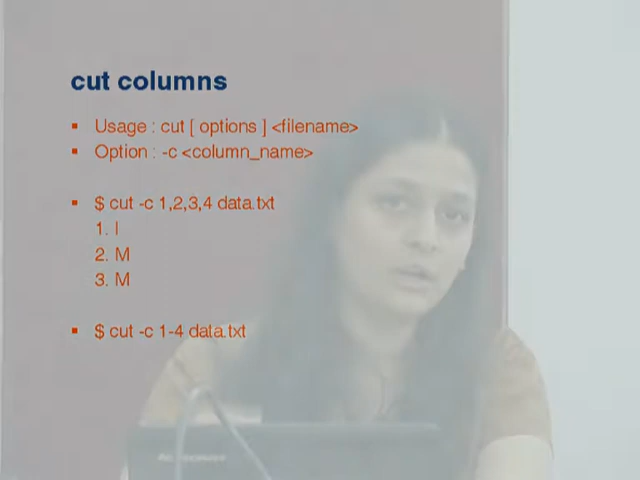 cut columns
▪ Usage : cut [ options ] <filename>
▪ Option : -c <column_name>
▪ $ cut -c 1,2,3,4 data.txt
1. I
2. M
3. M
▪ $ cut -c 1-4 data.txt